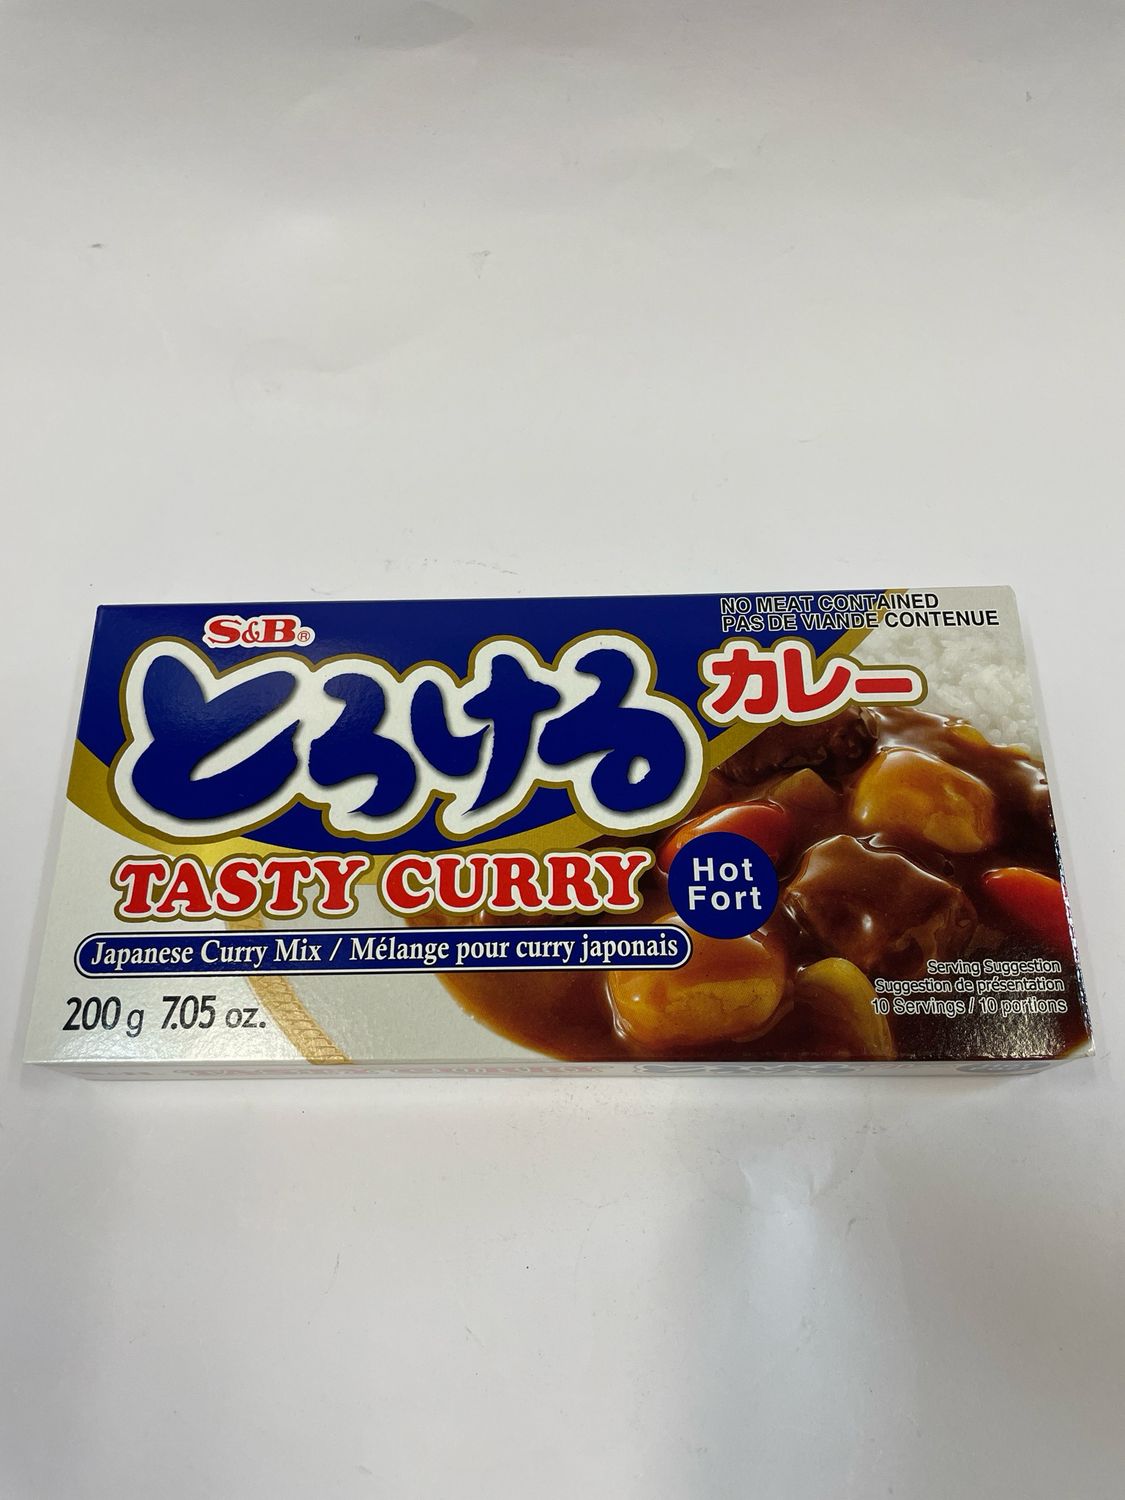 S&B®
とろける
カレー
NO MEAT CONTAINED
PAS DE VIANDE CONTENUE
TASTY CURRY
Hot
Fort
Japanese Curry Mix / Mélange pour curry japonais
200 g 7.05 oz.
Serving Suggestion
Suggestion de présentation
10 Servings / 10 portions